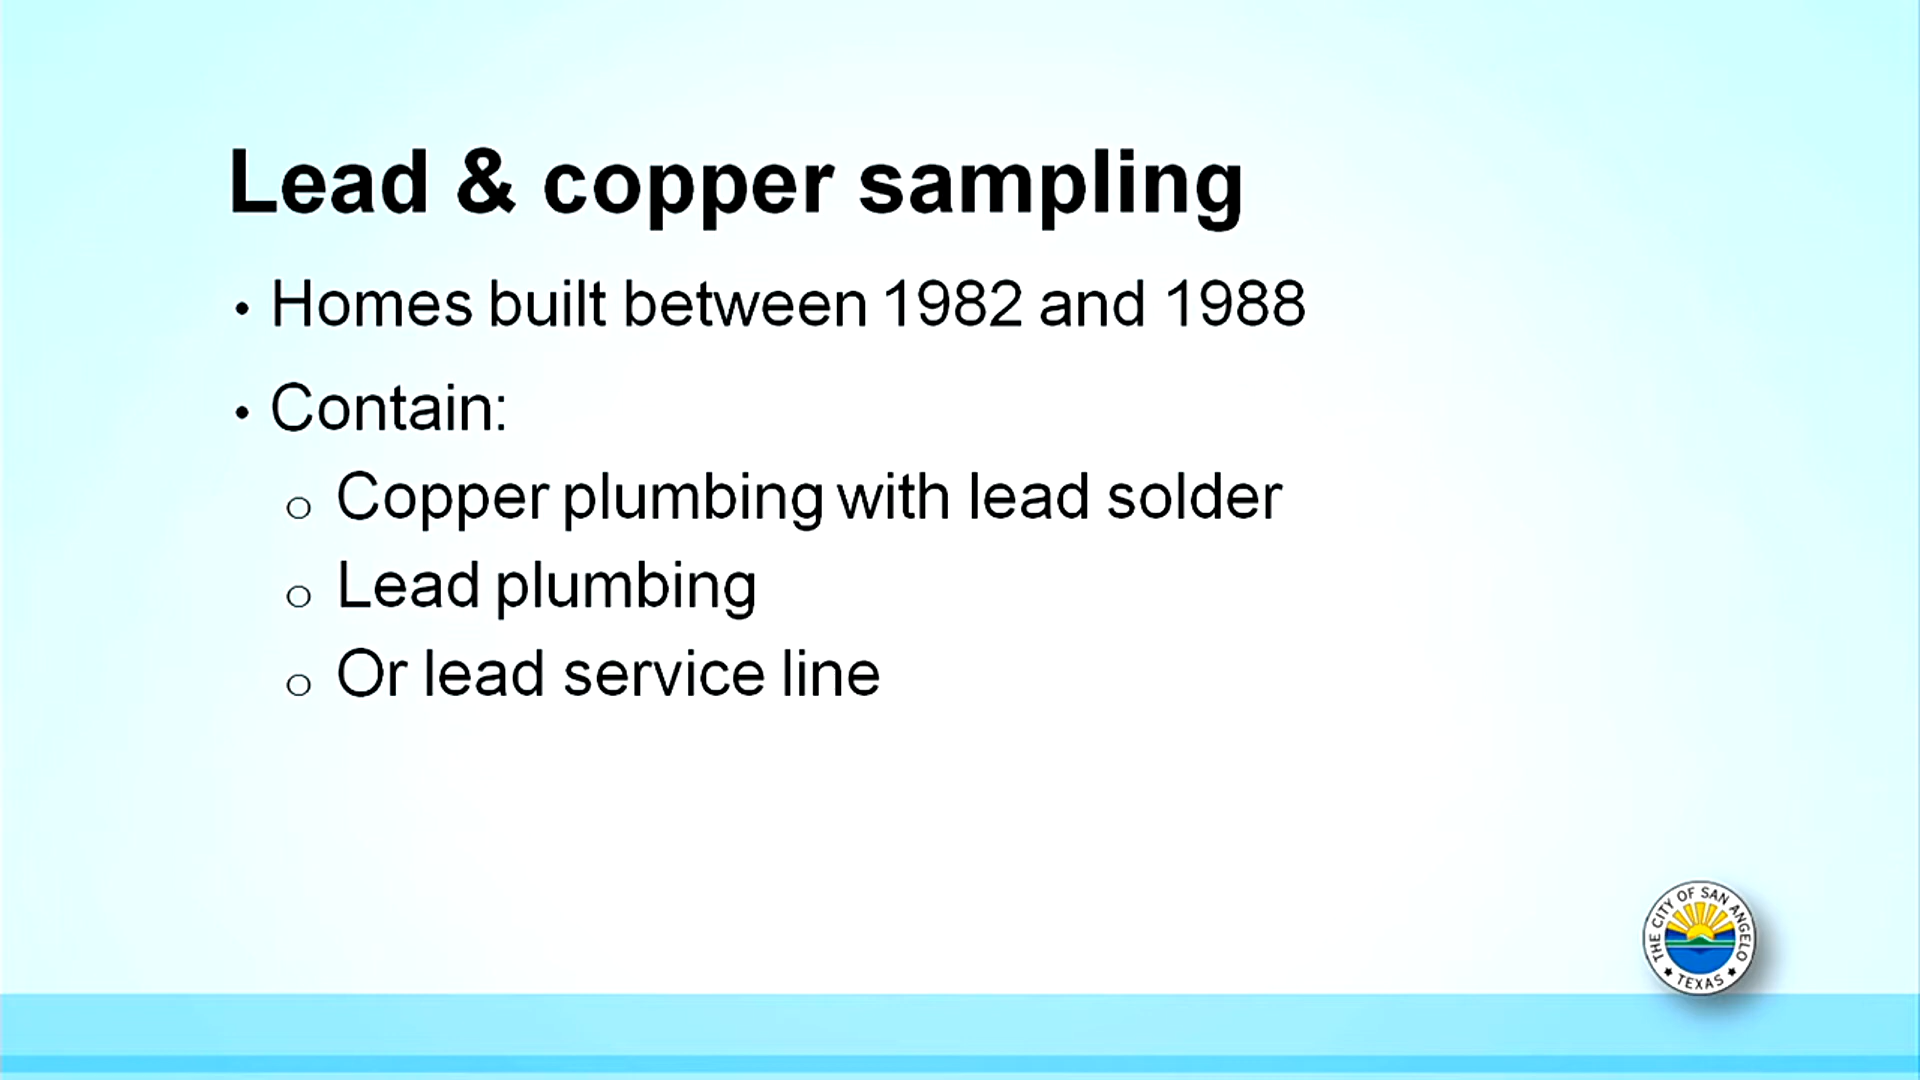 Lead & copper sampling
• Homes built between 1982 and 1988
• Contain:
o Copper plumbing with lead solder
o Lead plumbing
o Or lead service line
THE CITY OF SAN ANGELO
★ TEXAS ★